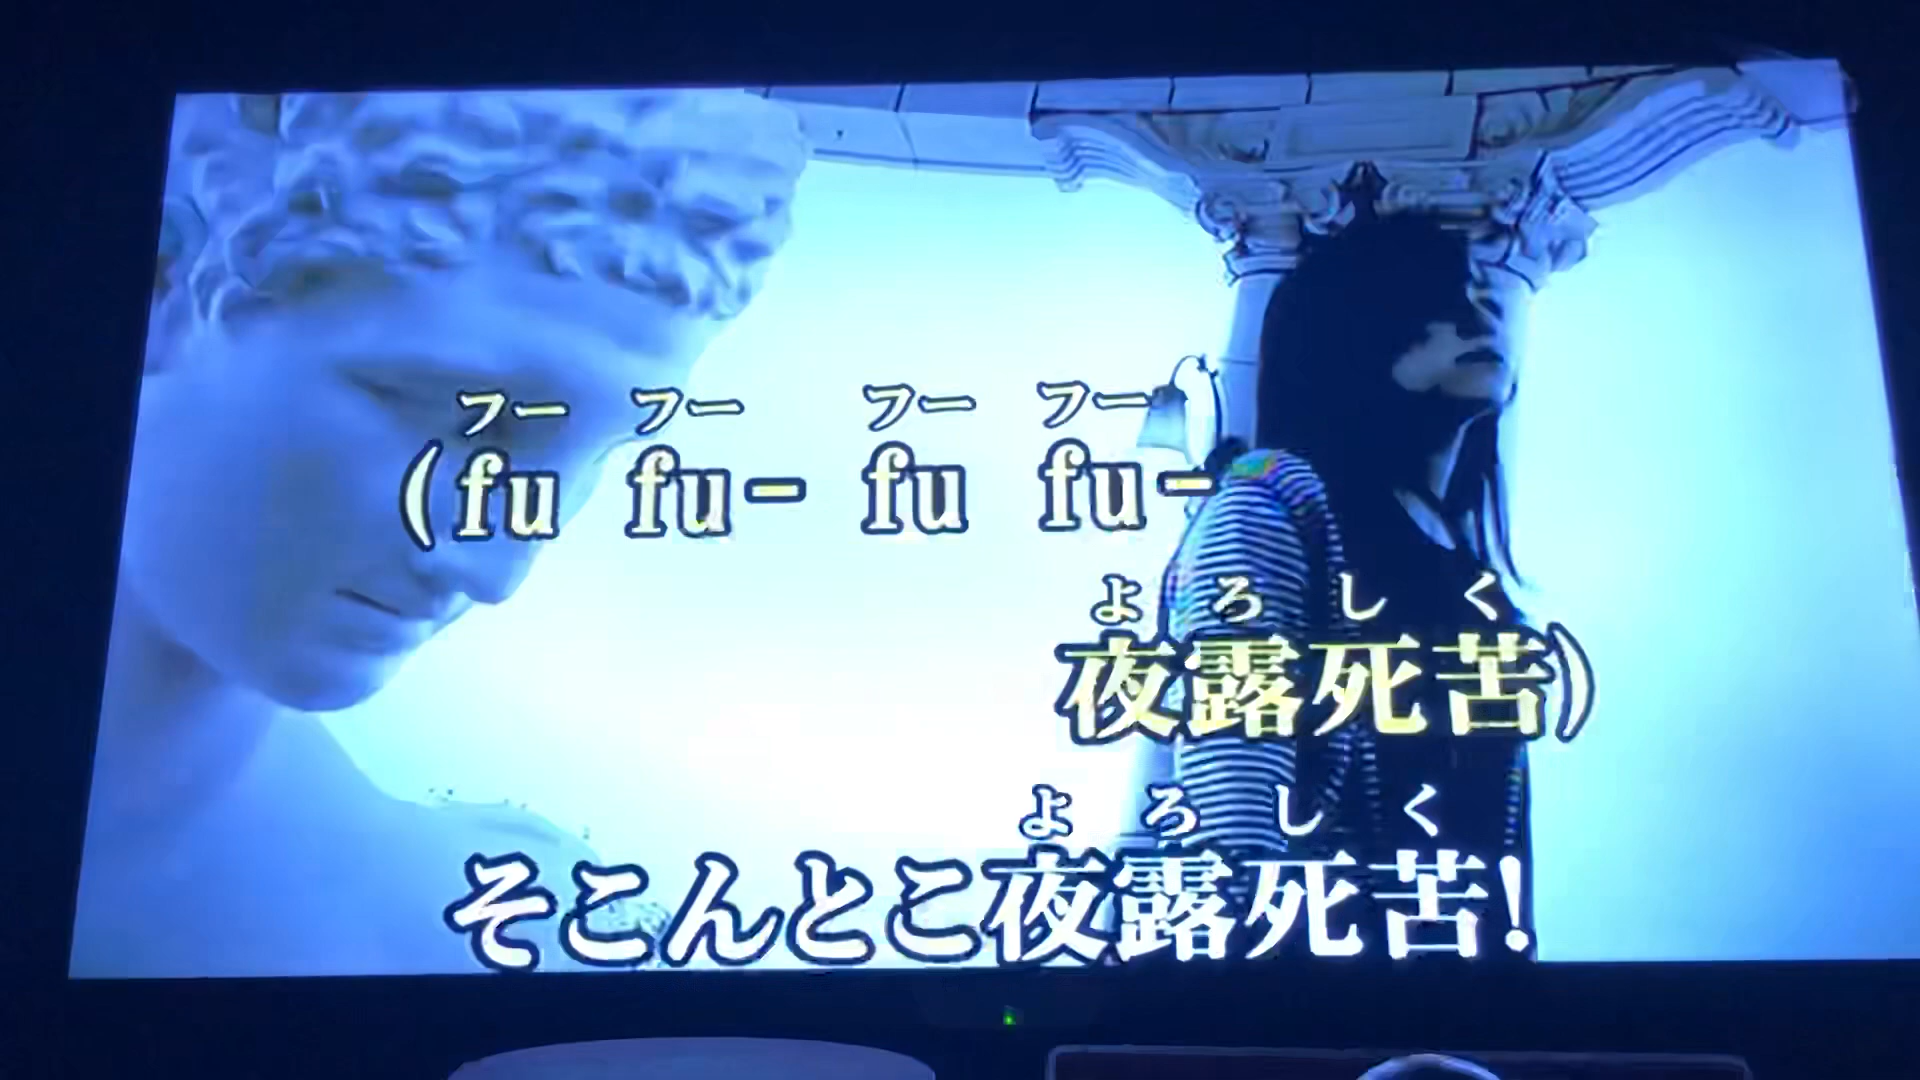 フー フー フー フー
(fu fu- fu fu-
よろしく
夜露死苦)
よろしく
そこんとこ夜露死苦!